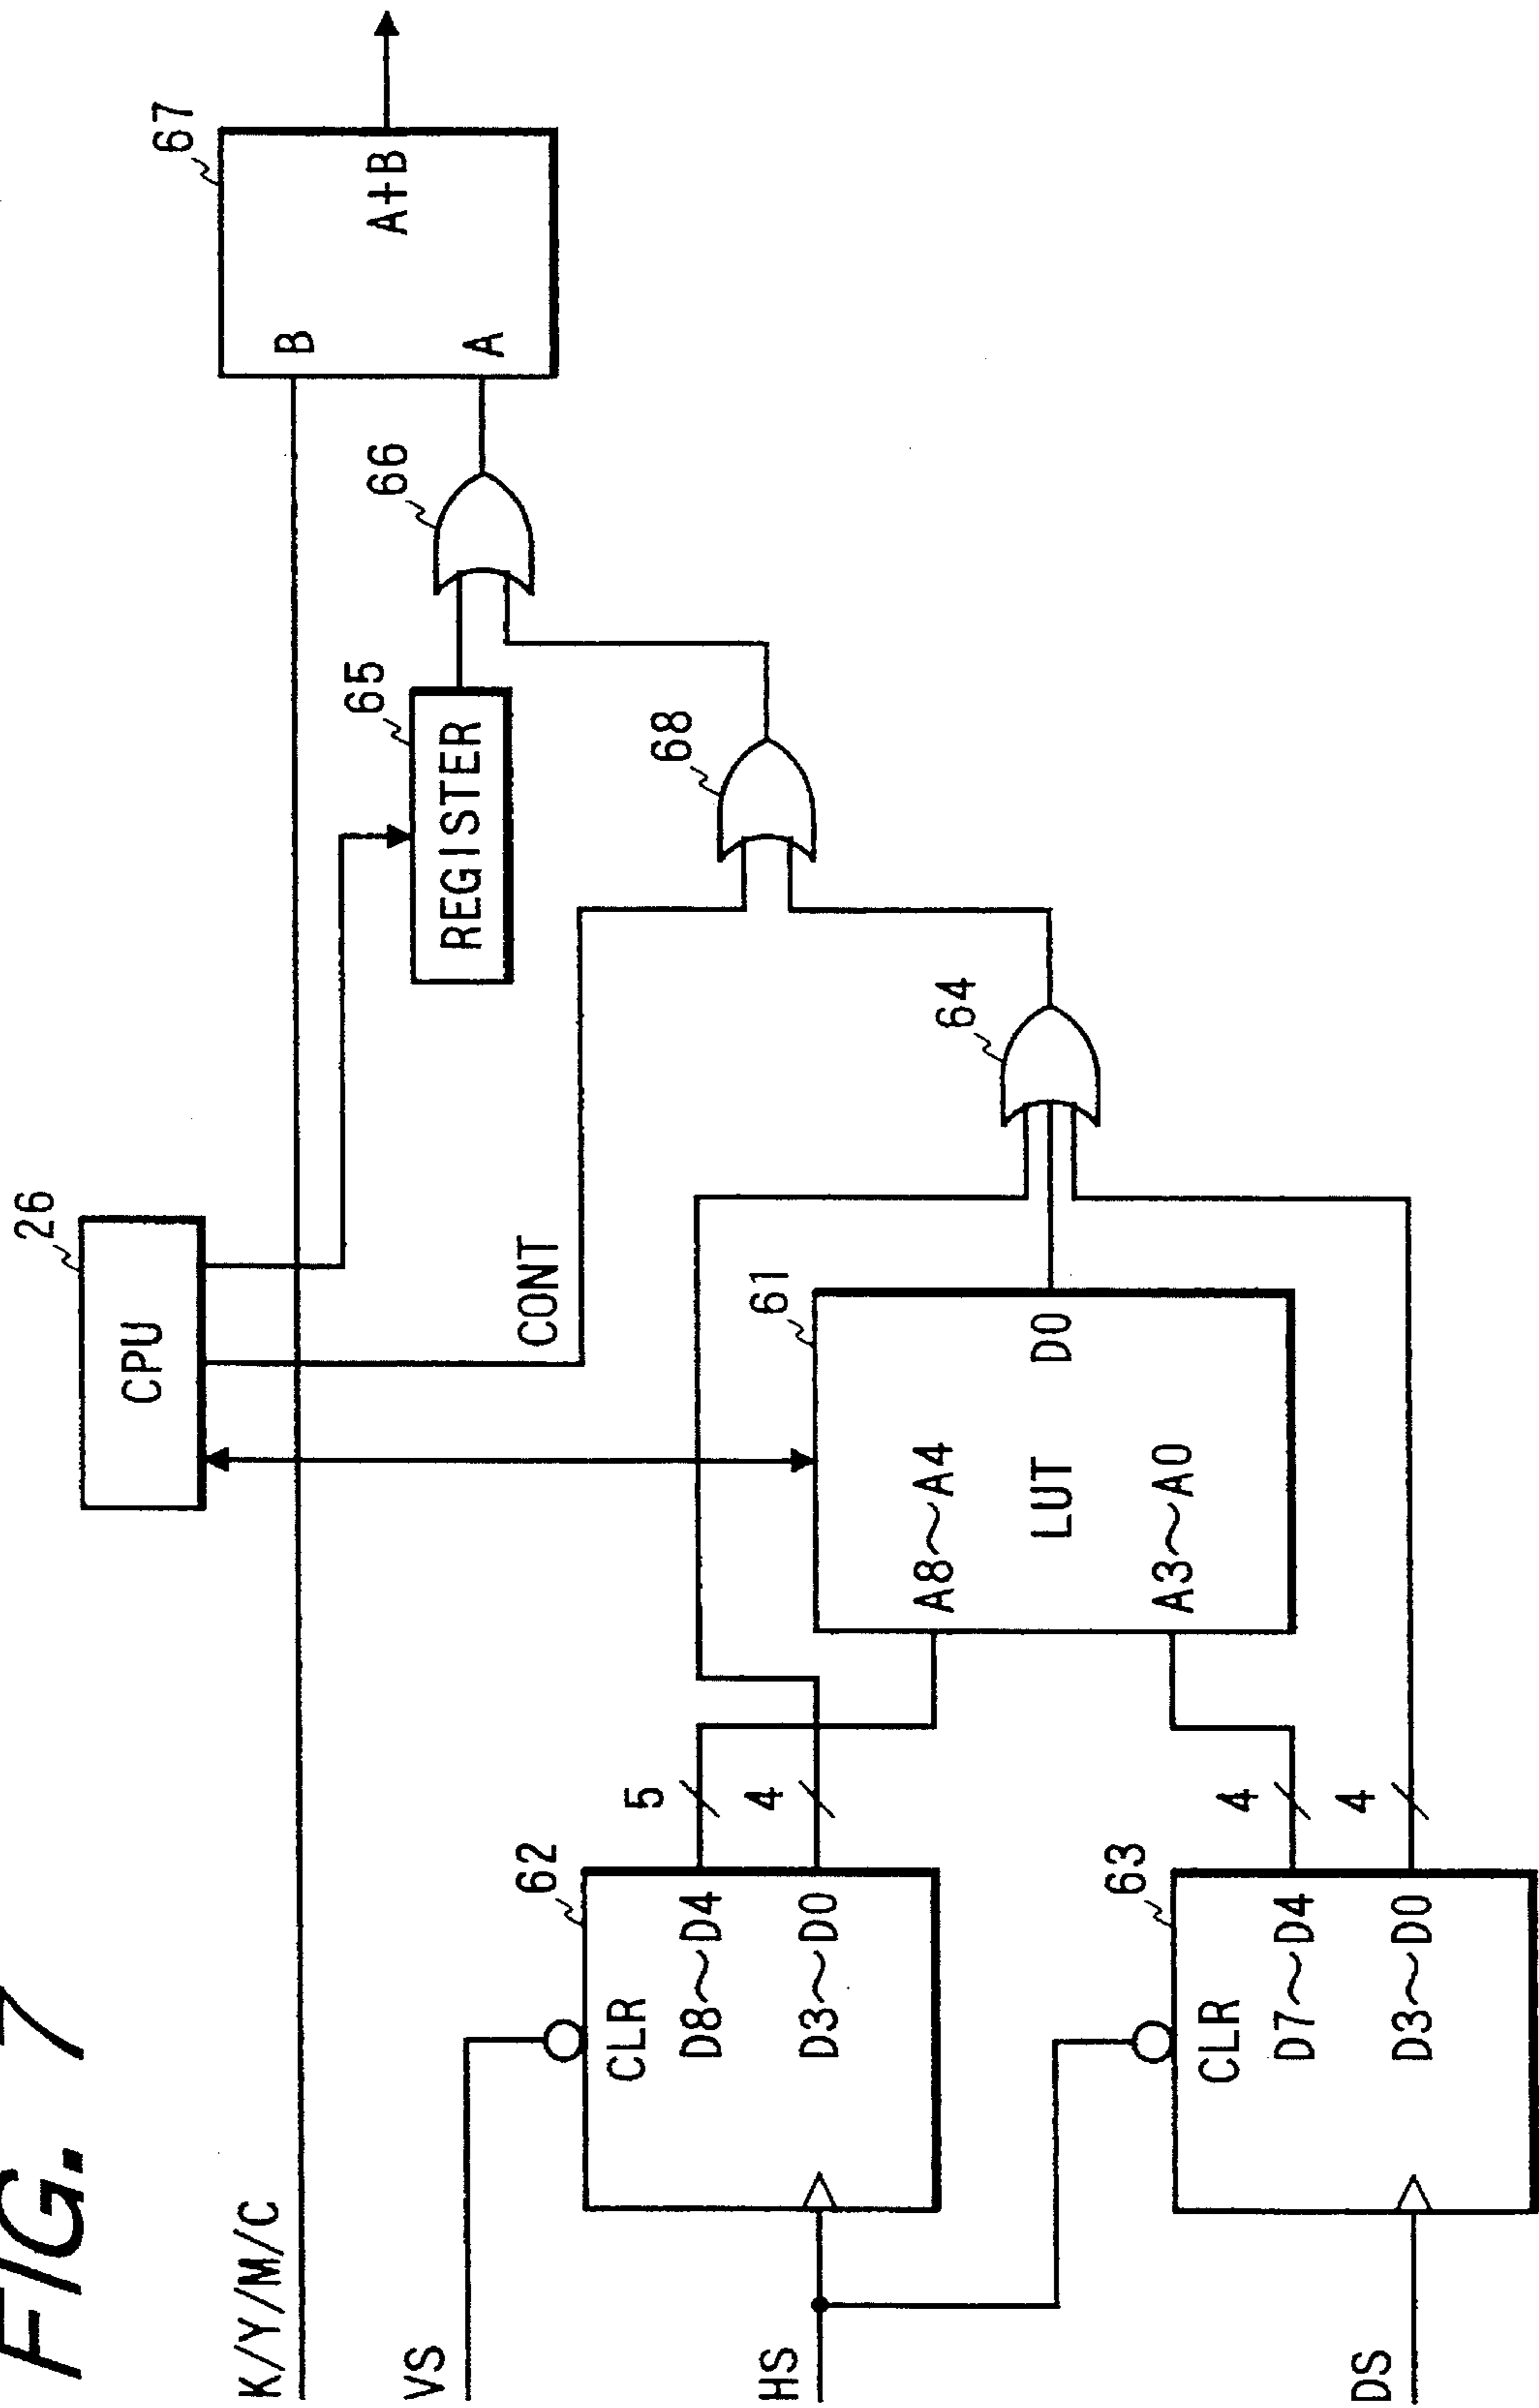 FIG. 7
K/Y/M/C
VS
HS
DS
CPU
26
CONT
REGISTER
65
66
67
B
A
A+B
68
64
61
A8~A4
LUT
D0
A3~A0
5
4
62
CLR
D8~D4
D3~D0
4
4
63
CLR
D7~D4
D3~D0